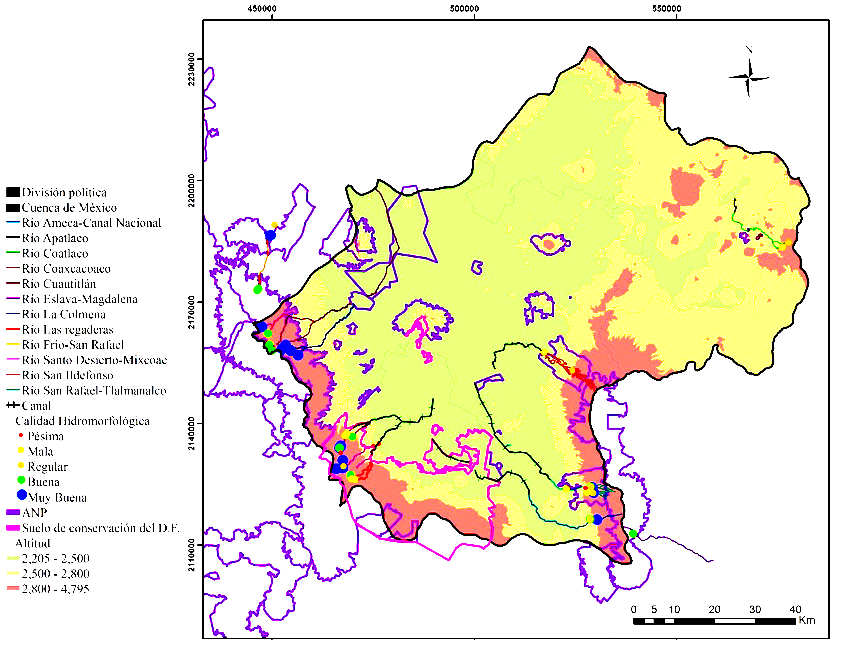 450000 500000 550000
2230000
2200000
2170000
2140000
2110000
N
División política
Cuenca de México
Río Ameca-Canal Nacional
Río Apatlaco
Río Coatlaco
Río Coaxcacoaco
Río Cuautitlán
Río Eslava-Magdalena
Río La Colmena
Río Las regaderas
Río Frío-San Rafael
Río Santo Desierto-Mixcoac
Río San Ildefonso
Río San Rafael-Tlalmanalco
Canal
Calidad Hidromorfológica
Pésima
Mala
Regular
Buena
Muy Buena
ANP
Suelo de conservación del D.F.
Altitud
2,205 - 2,500
2,500 - 2,800
2,800 - 4,795
0 5 10 20 30 40
Km